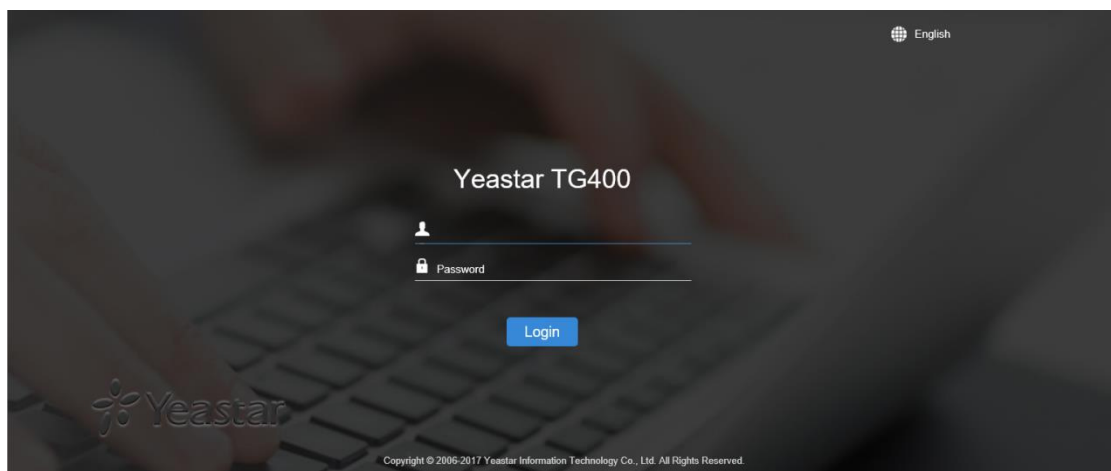 English
Yeastar TG400
Password
Login
Yeastar
Copyright © 2006-2017 Yeastar Information Technology Co., Ltd. All Rights Reserved.